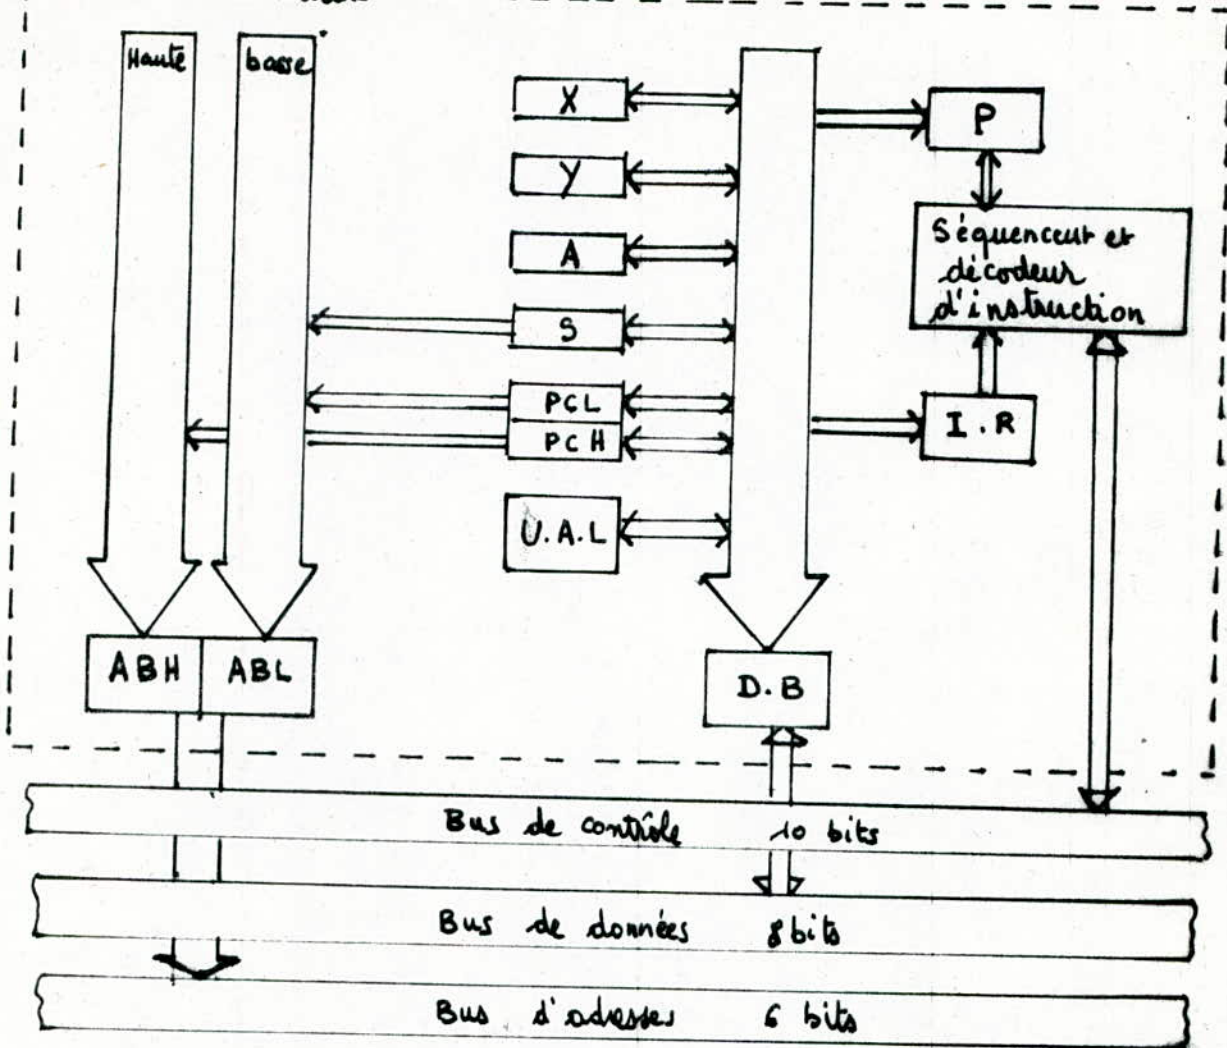 Haute
basse
X
Y
A
S
PCL
PCH
U.A.L
P
Séquenceur et
décodeur
d'instruction
I.R
ABH
ABL
D.B
Bus de contrôle 10 bits
Bus de données 8 bits
Bus d'adresses 6 bits